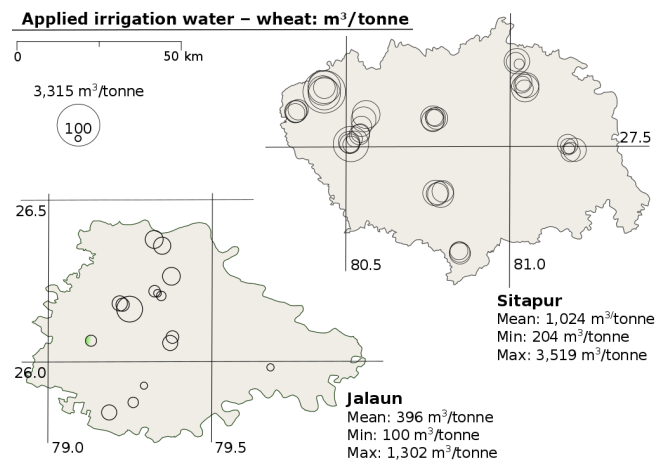 Applied irrigation water – wheat: m³/tonne
0 50 km
3,315 m³/tonne
100
27.5
26.5
80.5
81.0
Sitapur
Mean: 1,024 m³/tonne
Min: 204 m³/tonne
Max: 3,519 m³/tonne
26.0
Jalaun
Mean: 396 m³/tonne
Min: 100 m³/tonne
Max: 1,302 m³/tonne
79.0
79.5